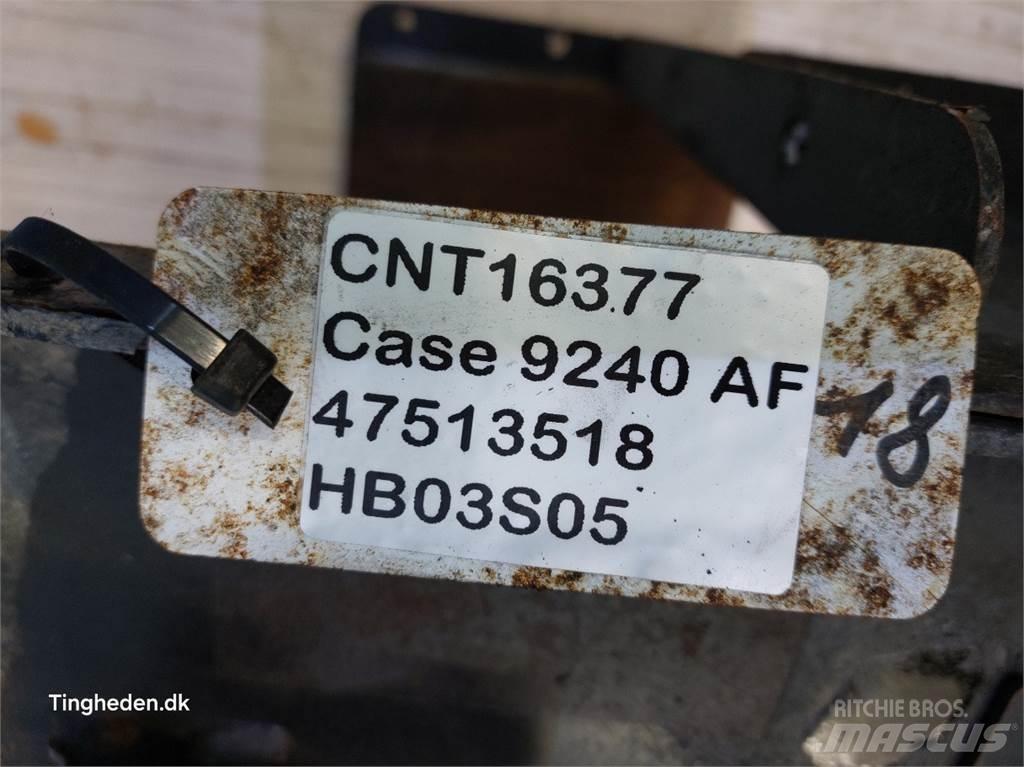 CNT16377
Case 9240 AF
47513518
HB03S05
18
Tingheden.dk
RITCHIE BROS.
MASCUS